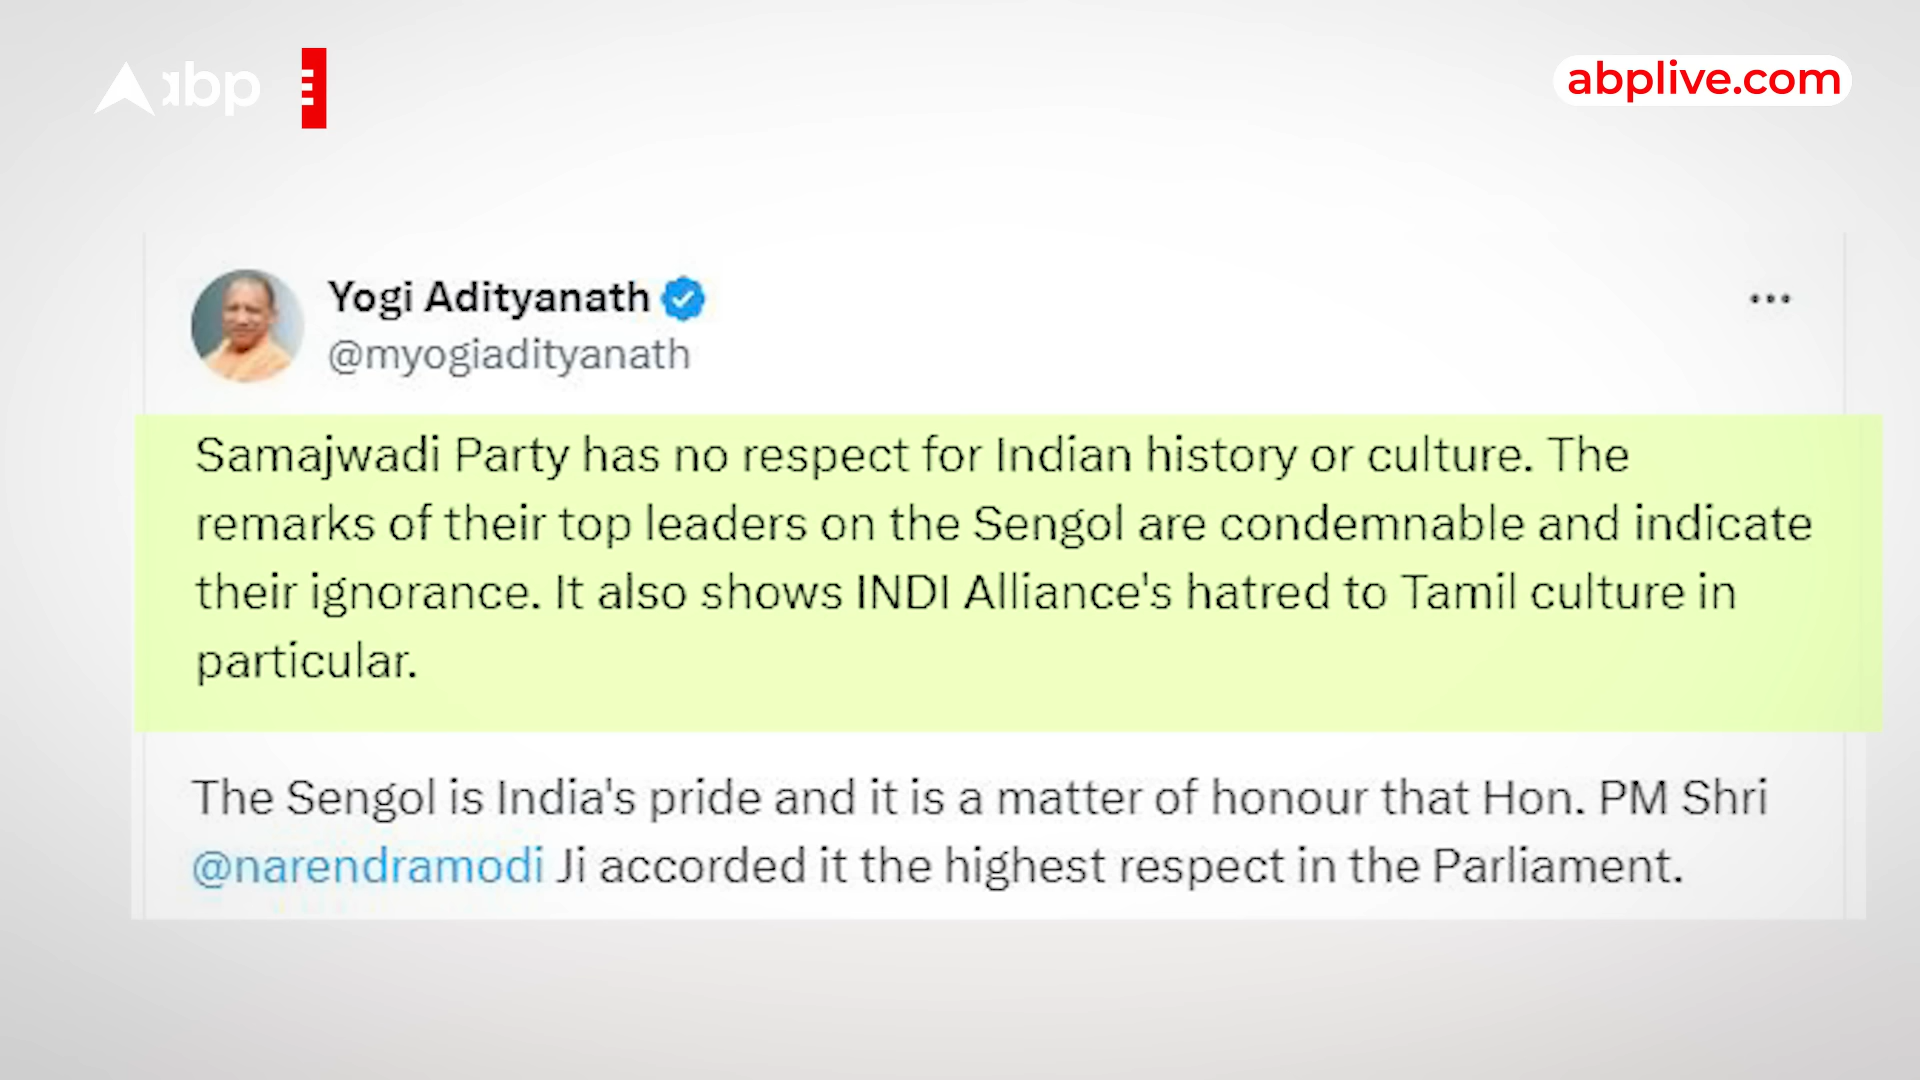 abp
abplive.com
Yogi Adityanath
@myogiadityanath
Samajwadi Party has no respect for Indian history or culture. The
remarks of their top leaders on the Sengol are condemnable and indicate
their ignorance. It also shows INDI Alliance's hatred to Tamil culture in
particular.
The Sengol is India's pride and it is a matter of honour that Hon. PM Shri
@narendramodi Ji accorded it the highest respect in the Parliament.